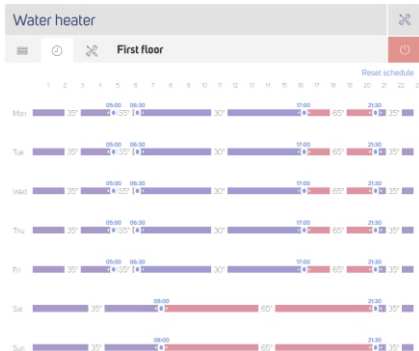 Water heater
First floor
Reset schedule
1 2 3 4 5 6 7 8 9 10 11 12 13 14 15 16 17 18 19 20 21 22 2
05:00 06:30 17:00 21:30
Mon 35° 35° 30° 65° 35°
05:00 06:30 17:00 21:30
Tue 35° 35° 30° 65° 35°
05:00 06:30 17:00 21:30
Wed 35° 35° 30° 65° 35°
05:00 06:30 17:00 21:30
Thu 35° 35° 30° 65° 35°
05:00 06:30 17:00 21:30
Fri 35° 35° 30° 65° 35°
08:00 21:30
Sat 35° 65° 35°
08:00 21:30
Sun 35° 65° 35°